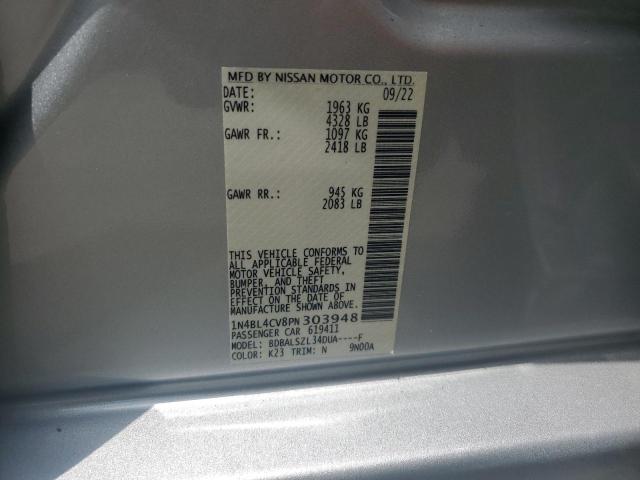 MFD BY NISSAN MOTOR CO., LTD.
DATE: 09/22
GVWR: 1963 KG
4328 LB
GAWR FR.: 1097 KG
2418 LB
GAWR RR.: 945 KG
2083 LB
THIS VEHICLE CONFORMS TO
ALL APPLICABLE FEDERAL
MOTOR VEHICLE SAFETY,
BUMPER, AND THEFT
PREVENTION STANDARDS IN
EFFECT ON THE DATE OF
MANUFACTURE SHOWN ABOVE.
1N4BL4CV8PN303948
PASSENGER CAR 619411
MODEL: BDBALSZL34DUA----F
COLOR: K23 TRIM: N 9N00A